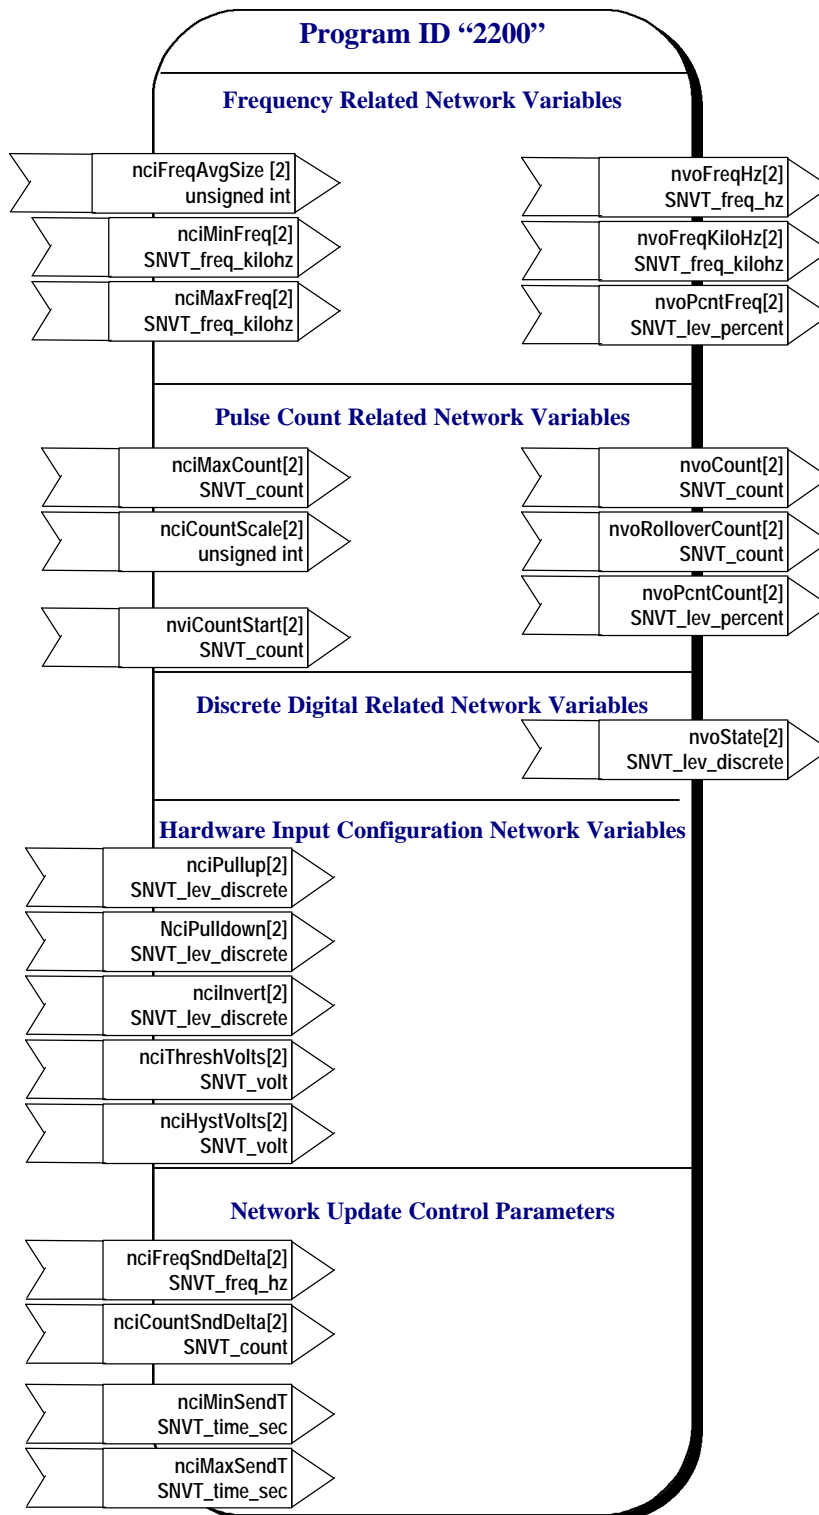 Program ID “2200”
Frequency Related Network Variables
nciFreqAvgSize [2]
unsigned int
nciMinFreq[2]
SNVT_freq_kilohz
nciMaxFreq[2]
SNVT_freq_kilohz
nvoFreqHz[2]
SNVT_freq_hz
nvoFreqKiloHz[2]
SNVT_freq_kilohz
nvoPcntFreq[2]
SNVT_lev_percent
Pulse Count Related Network Variables
nciMaxCount[2]
SNVT_count
nciCountScale[2]
unsigned int
nviCountStart[2]
SNVT_count
nvoCount[2]
SNVT_count
nvoRolloverCount[2]
SNVT_count
nvoPcntCount[2]
SNVT_lev_percent
Discrete Digital Related Network Variables
nvoState[2]
SNVT_lev_discrete
Hardware Input Configuration Network Variables
nciPullup[2]
SNVT_lev_discrete
NciPulldown[2]
SNVT_lev_discrete
nciInvert[2]
SNVT_lev_discrete
nciThreshVolts[2]
SNVT_volt
nciHystVolts[2]
SNVT_volt
Network Update Control Parameters
nciFreqSndDelta[2]
SNVT_freq_hz
nciCountSndDelta[2]
SNVT_count
nciMinSendT
SNVT_time_sec
nciMaxSendT
SNVT_time_sec